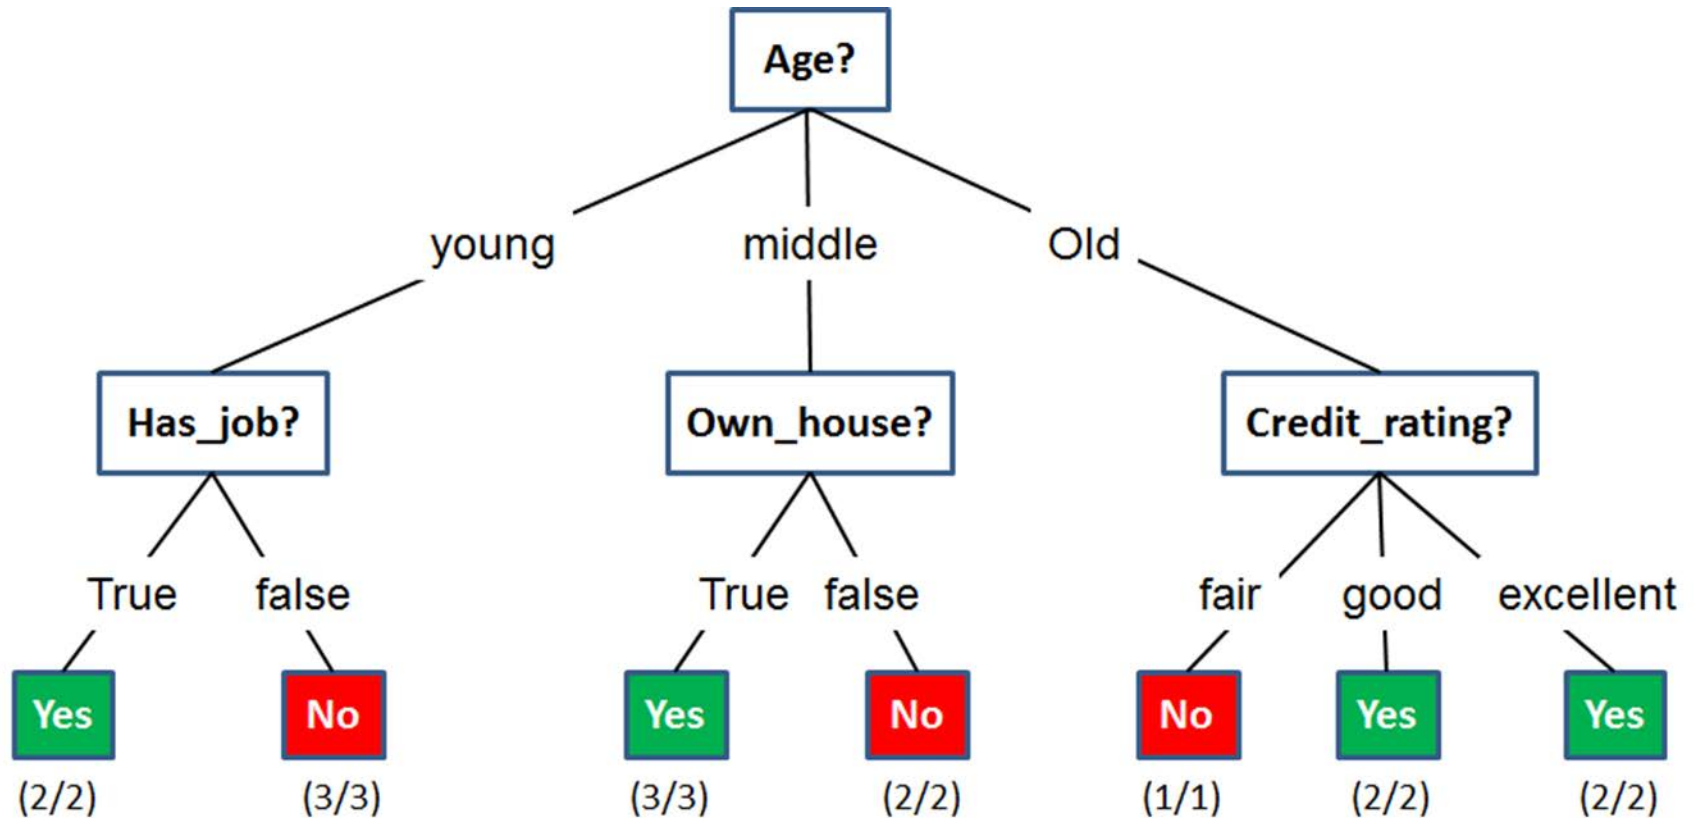 Age?
young middle Old
Has_job? Own_house? Credit_rating?
True false True false fair good excellent
Yes No Yes No No Yes Yes
(2/2) (3/3) (3/3) (2/2) (1/1) (2/2) (2/2)